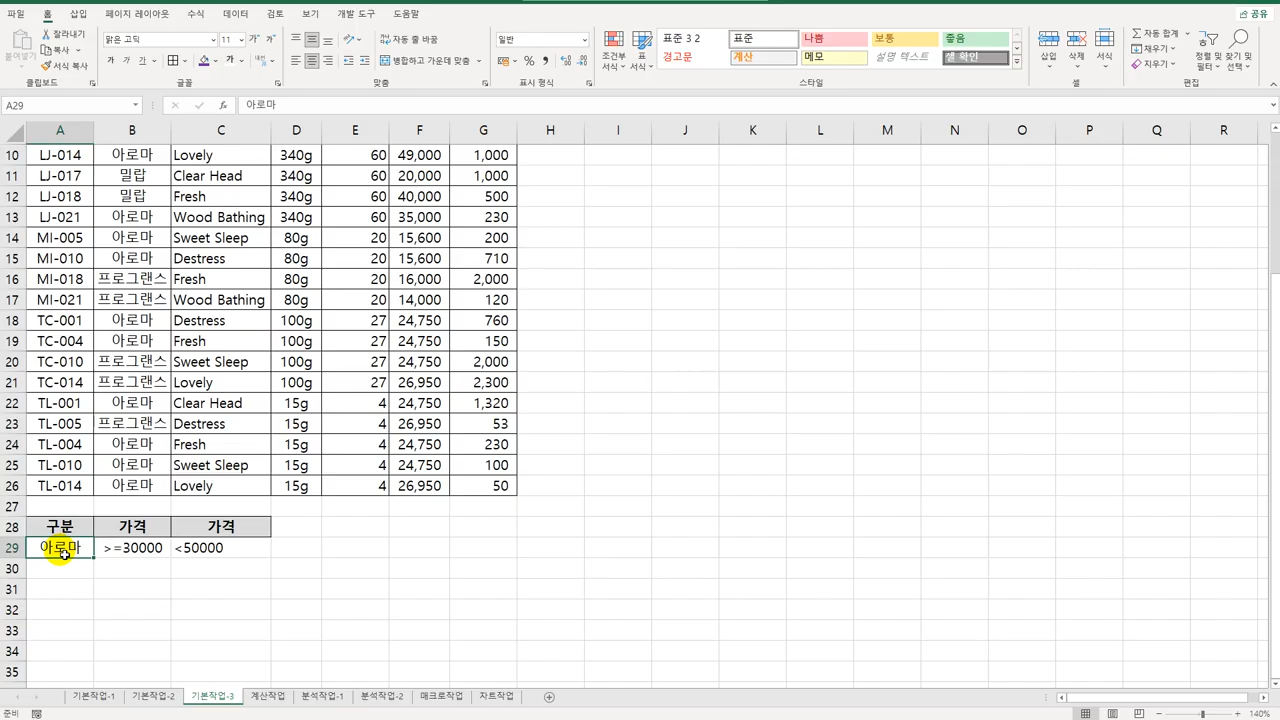 파일 홈 삽입 페이지 레이아웃 수식 데이터 검토 보기 개발 도구 도움말 공유
붙여넣기 잘라내기 복사 서식 복사 클립보드
맑은 고딕 11 가 가 가 가 가 가 글꼴
자동 줄 바꿈 병합하고 가운데 맞춤 맞춤
일반 % 표시 형식
조건부 서식 표 서식 표준 3 2 표준 나쁨 보통 좋음
경고문 계산 메모 설명 텍스트 셀 확인 스타일
삽입 삭제 서식 셀
자동 합계 채우기 지우기 정렬 및 필터 찾기 및 선택 편집
A29 fx 아로마
A B C D E F G H I J K L M N O P Q R
10 LJ-014 아로마 Lovely 340g 60 49,000 1,000
11 LJ-017 밀랍 Clear Head 340g 60 20,000 1,000
12 LJ-018 밀랍 Fresh 340g 60 40,000 500
13 LJ-021 아로마 Wood Bathing 340g 60 35,000 230
14 MI-005 아로마 Sweet Sleep 80g 20 15,600 200
15 MI-010 아로마 Destress 80g 20 15,600 710
16 MI-018 프로그랜스 Fresh 80g 20 16,000 2,000
17 MI-021 프로그랜스 Wood Bathing 80g 20 14,000 120
18 TC-001 아로마 Destress 100g 27 24,750 760
19 TC-004 아로마 Fresh 100g 27 24,750 150
20 TC-010 프로그랜스 Sweet Sleep 100g 27 24,750 2,000
21 TC-014 프로그랜스 Lovely 100g 27 26,950 2,300
22 TL-001 아로마 Clear Head 15g 4 24,750 1,320
23 TL-005 프로그랜스 Destress 15g 4 26,950 53
24 TL-004 아로마 Fresh 15g 4 24,750 230
25 TL-010 아로마 Sweet Sleep 15g 4 24,750 100
26 TL-014 아로마 Lovely 15g 4 26,950 50
27
28 구분 가격 가격
29 아로마 >=30000 <50000
30
31
32
33
34
35
기본작업-1 기본작업-2 기본작업-3 계산작업 분석작업-1 분석작업-2 매크로작업 차트작업
준비 140%